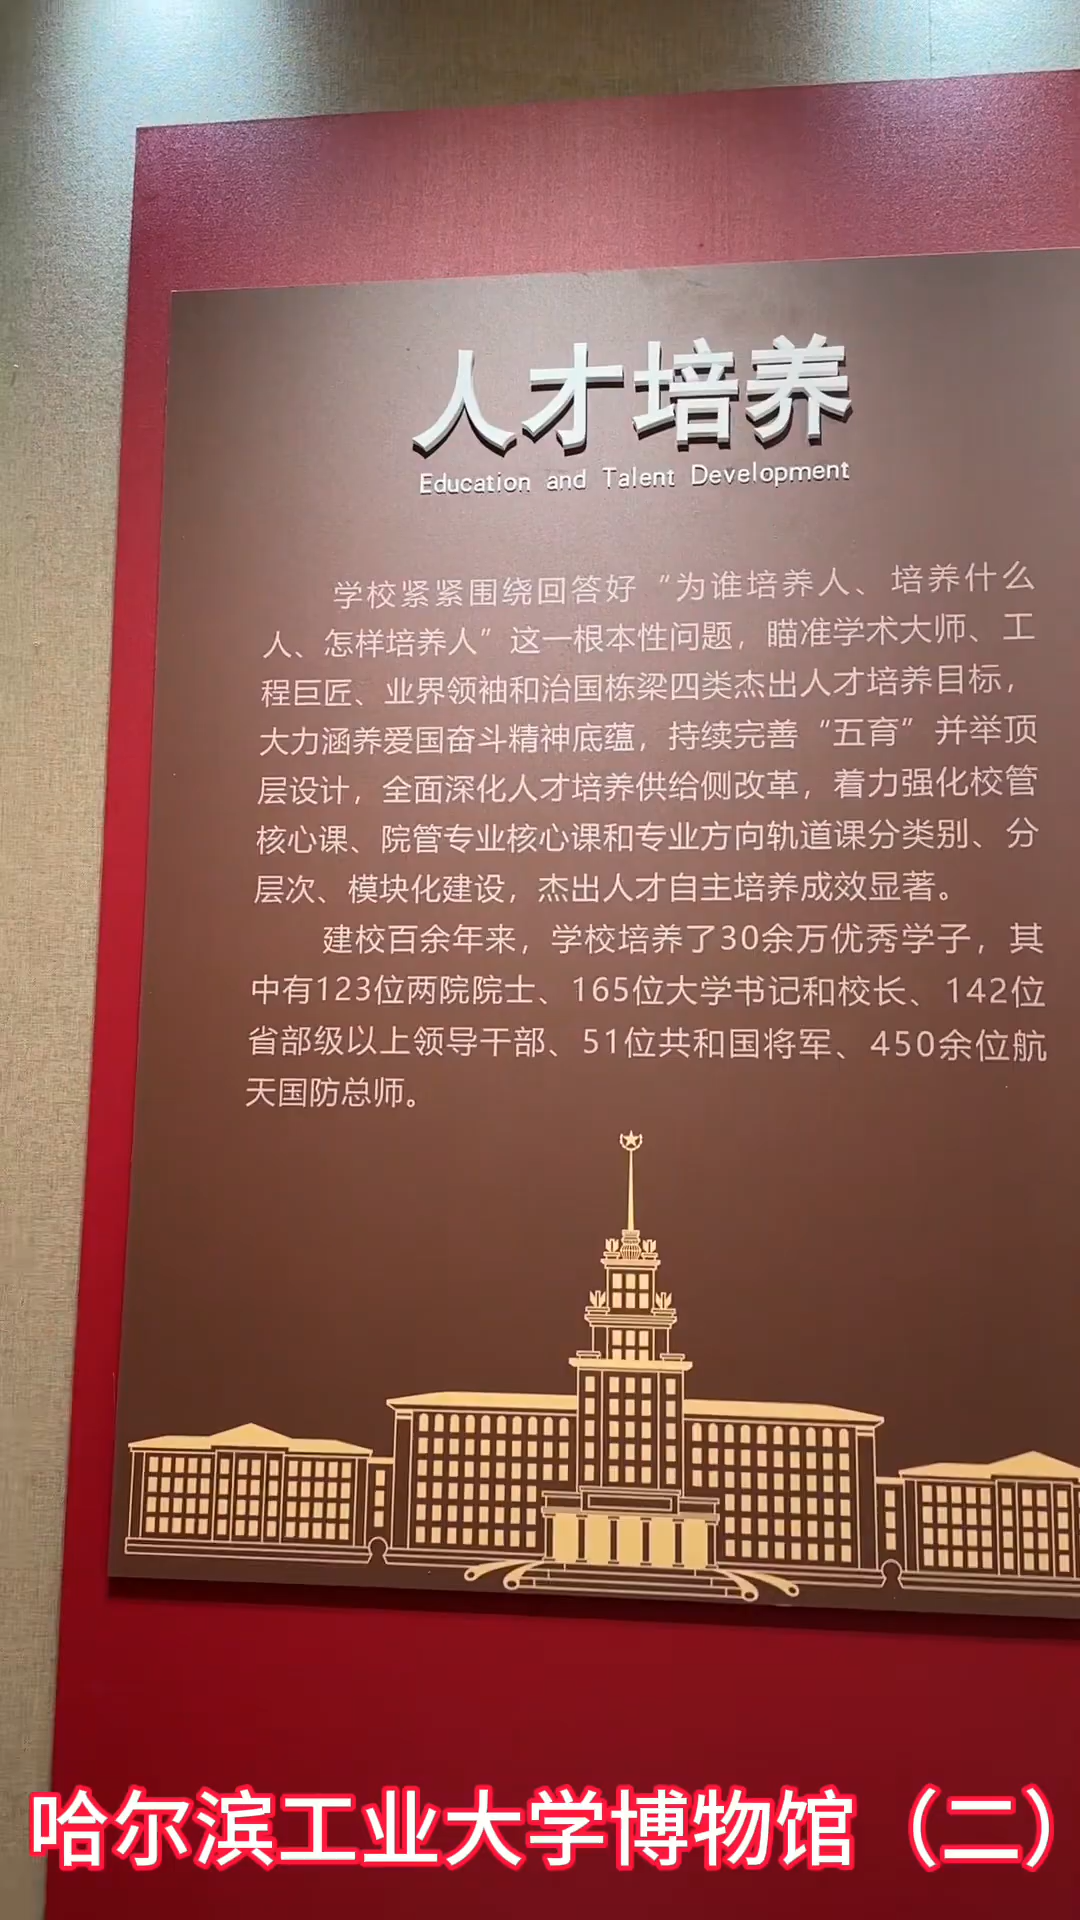 人才培养
Education and Talent Development
学校紧紧围绕回答好“为谁培养人、培养什么
人、怎样培养人”这一根本性问题，瞄准学术大师、工
程巨匠、业界领袖和治国栋梁四类杰出人才培养目标，
大力涵养爱国奋斗精神底蕴，持续完善“五育”并举顶
层设计，全面深化人才培养供给侧改革，着力强化校管
核心课、院管专业核心课和专业方向轨道课分类别、分
层次、模块化建设，杰出人才自主培养成效显著。
建校百余年来，学校培养了30余万优秀学子，其
中有123位两院院士、165位大学书记和校长、142位
省部级以上领导干部、51位共和国将军、450余位航
天国防总师。
哈尔滨工业大学博物馆（二）